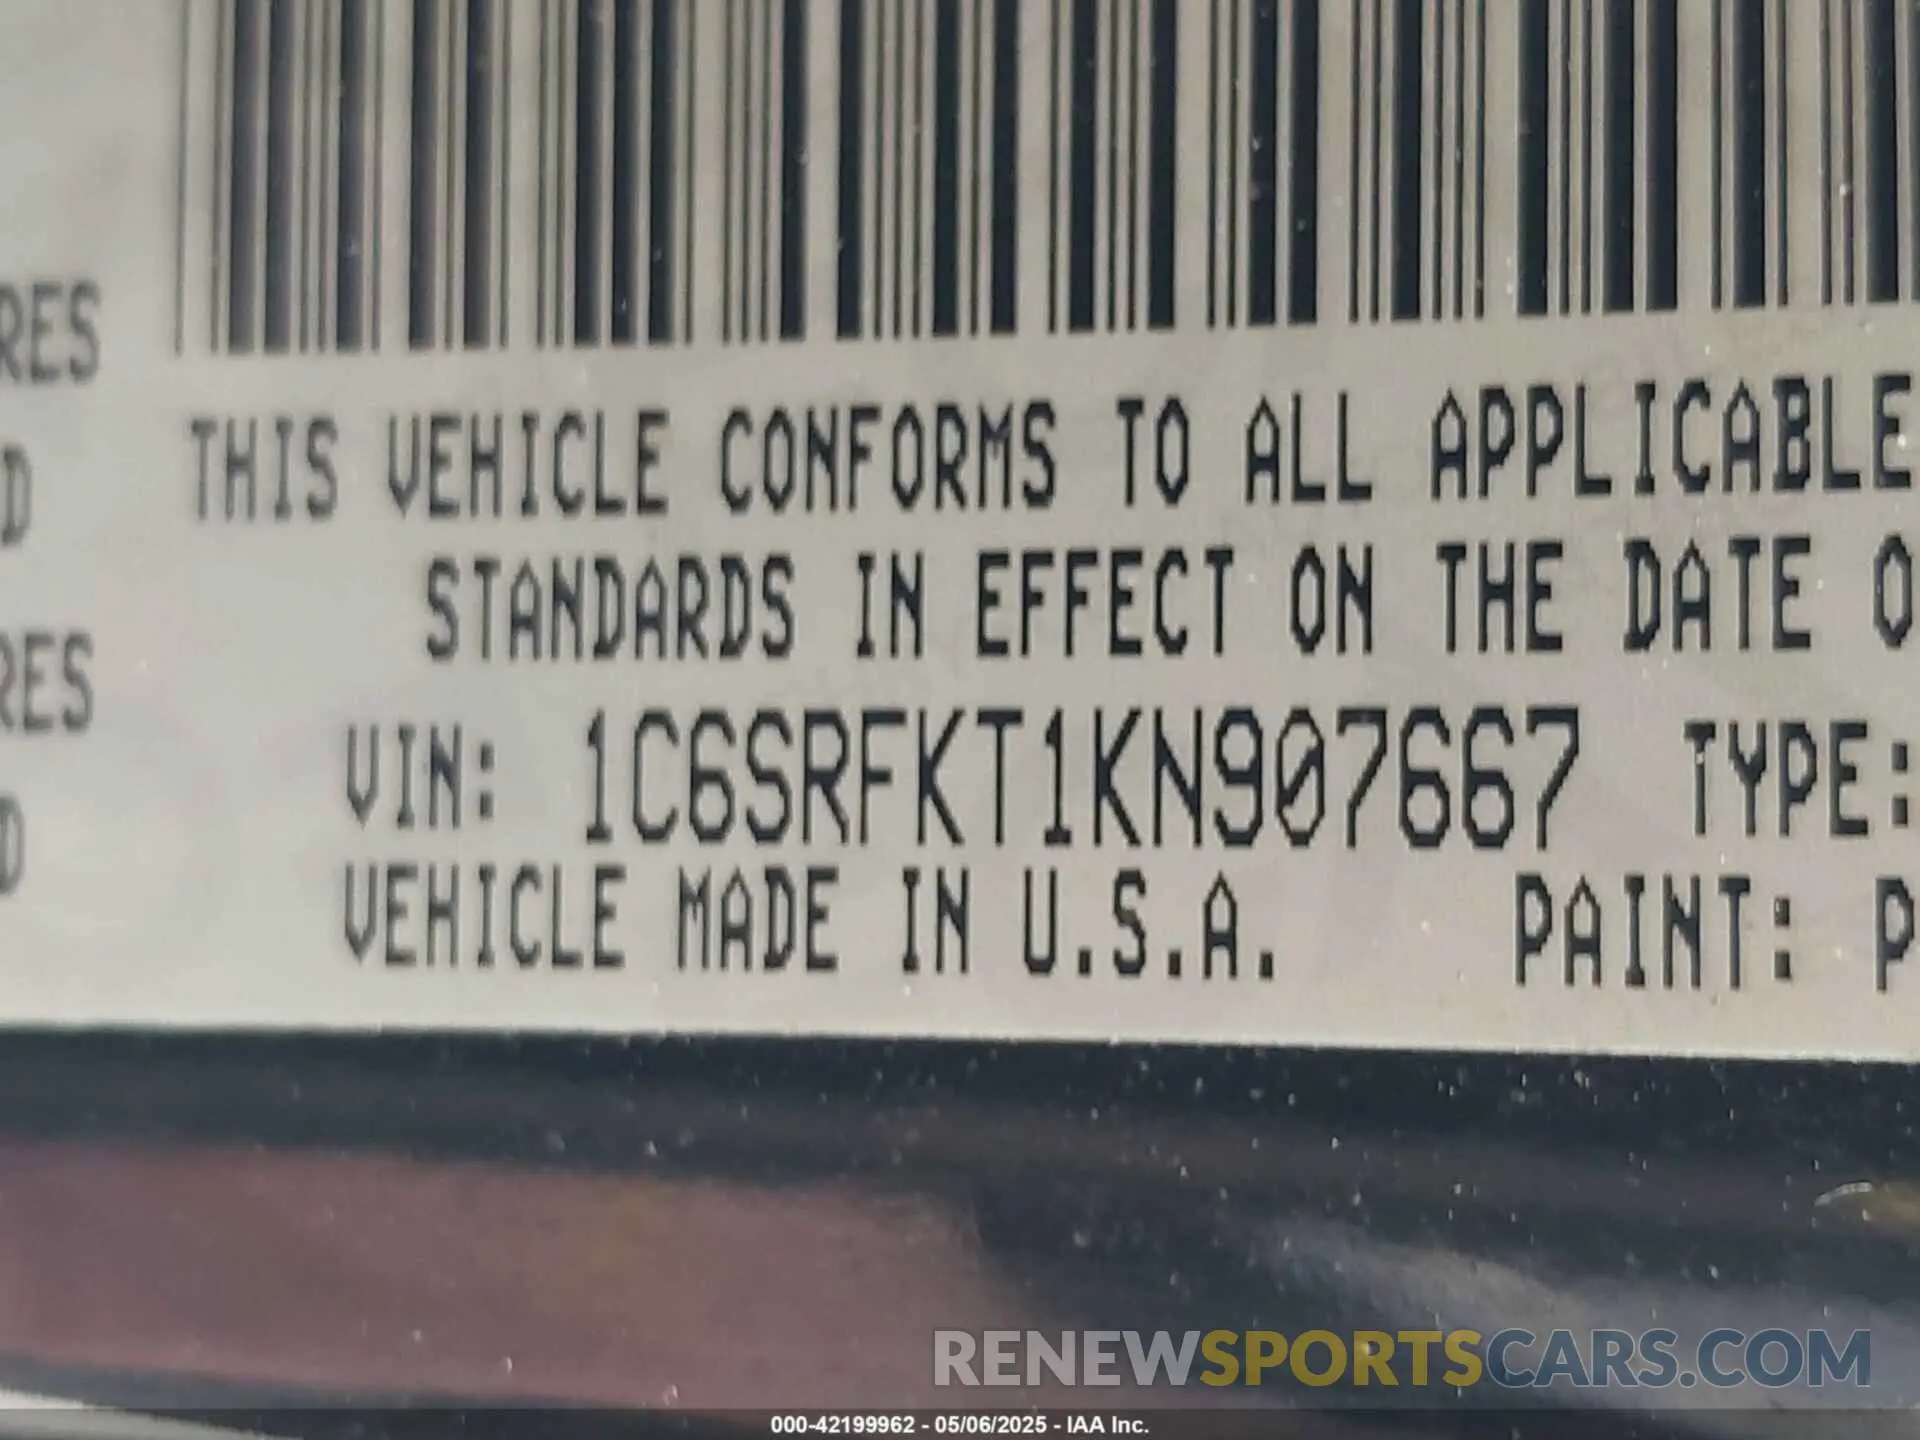 RES
D
RES
D
THIS VEHICLE CONFORMS TO ALL APPLICABLE
STANDARDS IN EFFECT ON THE DATE O
VIN: 1C6SRFKT1KN907667 TYPE:
VEHICLE MADE IN U.S.A. PAINT: P
RENEWSPORTSCARS.COM
000-42199962 - 05/06/2025 - IAA Inc.